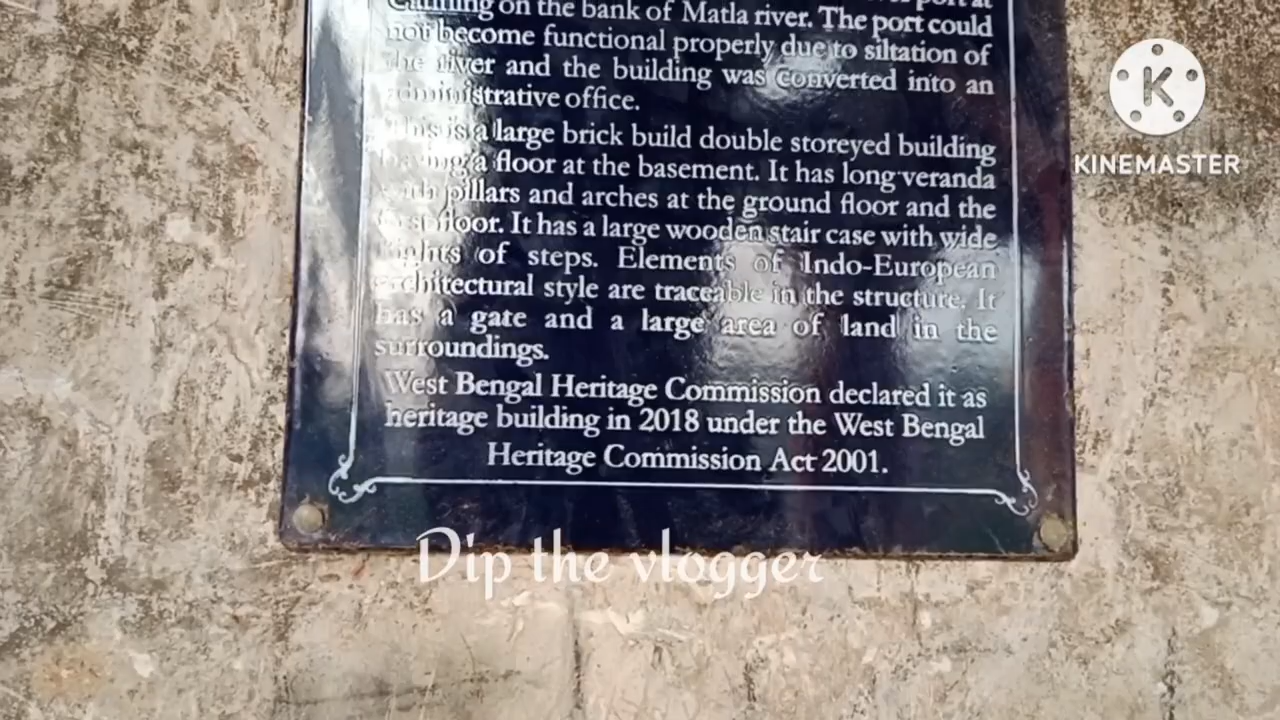 port at
Canning on the bank of Matla river. The port could
not become functional properly due to siltation of
the river and the building was converted into an
administrative office.
This is a large brick build double storeyed building
having a floor at the basement. It has long veranda
with pillars and arches at the ground floor and the
first floor. It has a large wooden stair case with wide
flights of steps. Elements of Indo-European
architectural style are traceable in the structure. It
has a gate and a large area of land in the
surroundings.
West Bengal Heritage Commission declared it as
heritage building in 2018 under the West Bengal
Heritage Commission Act 2001.
K
KINEMASTER
Dip the vlogger